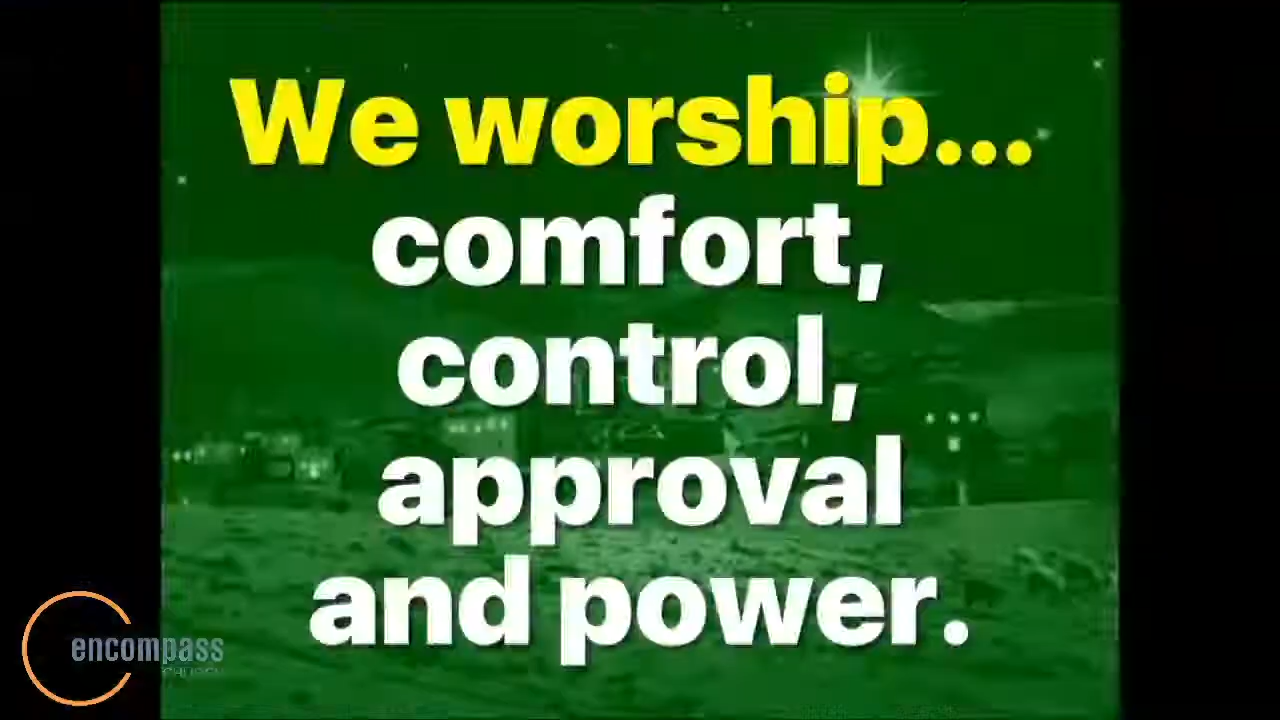 We worship...
comfort,
control,
approval
and power.
encompass